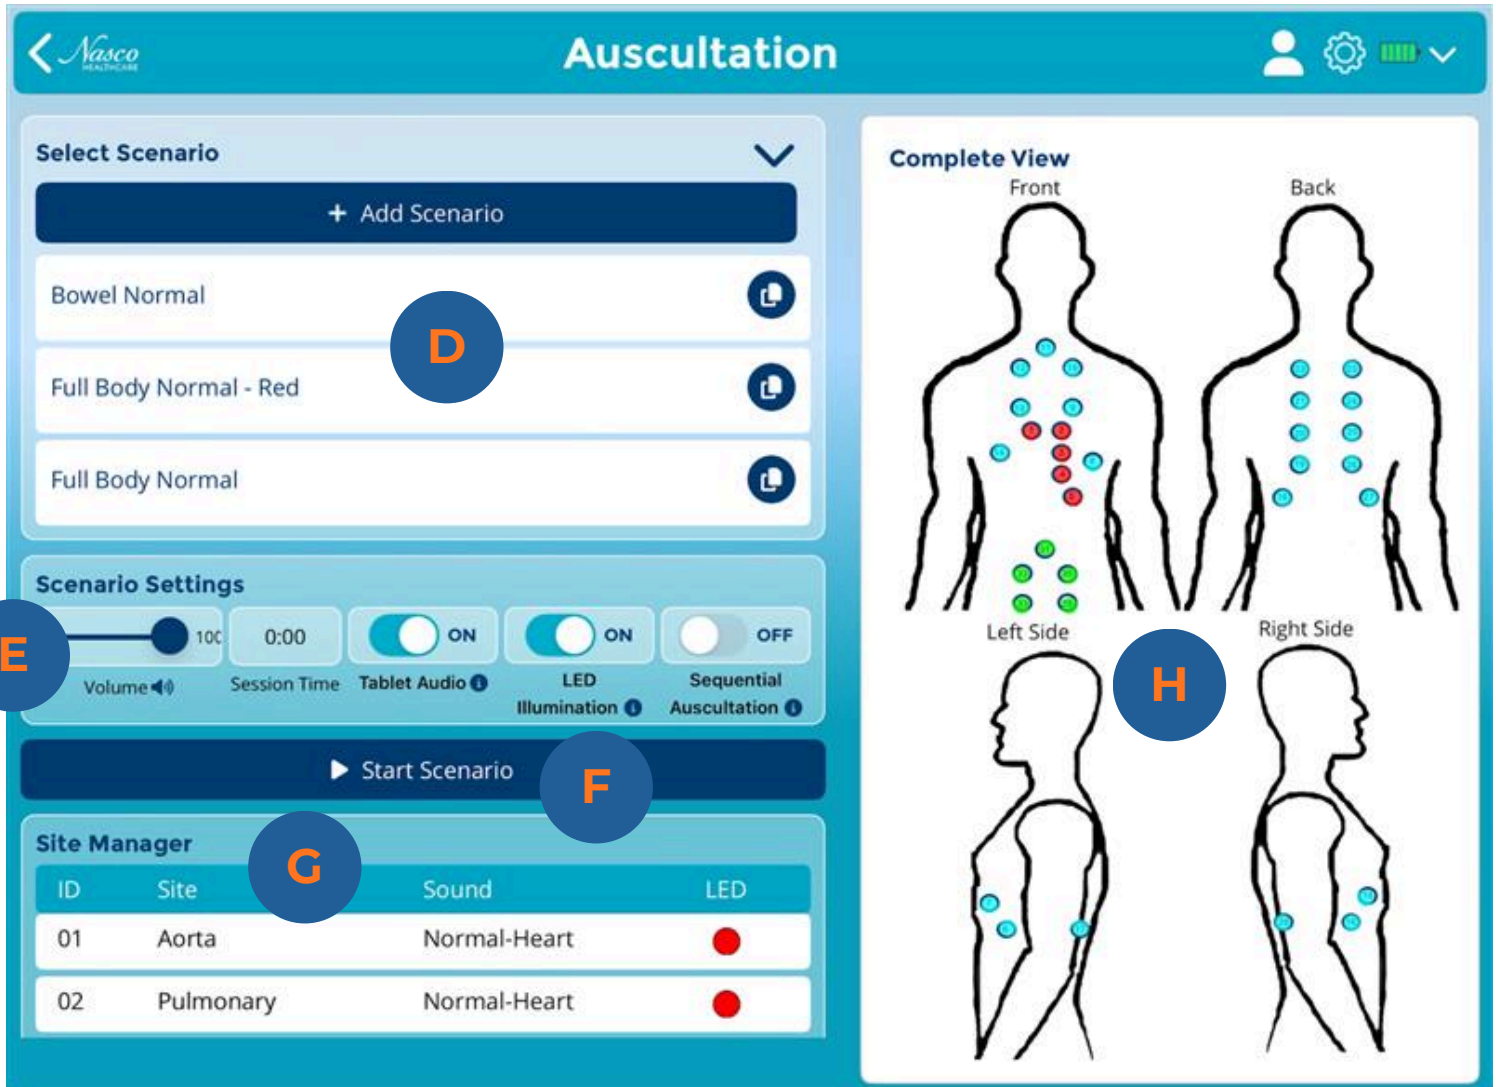 Nasco
HEALTHCARE
Auscultation
Select Scenario
+ Add Scenario
Bowel Normal
D
Full Body Normal - Red
Full Body Normal
Scenario Settings
E
100
0:00
ON
ON
OFF
Volume
Session Time
Tablet Audio
LED
Illumination
Sequential
Auscultation
Start Scenario
F
Site Manager
G
ID Site Sound LED
01 Aorta Normal-Heart
02 Pulmonary Normal-Heart
Complete View
Front
Back
Left Side
Right Side
H